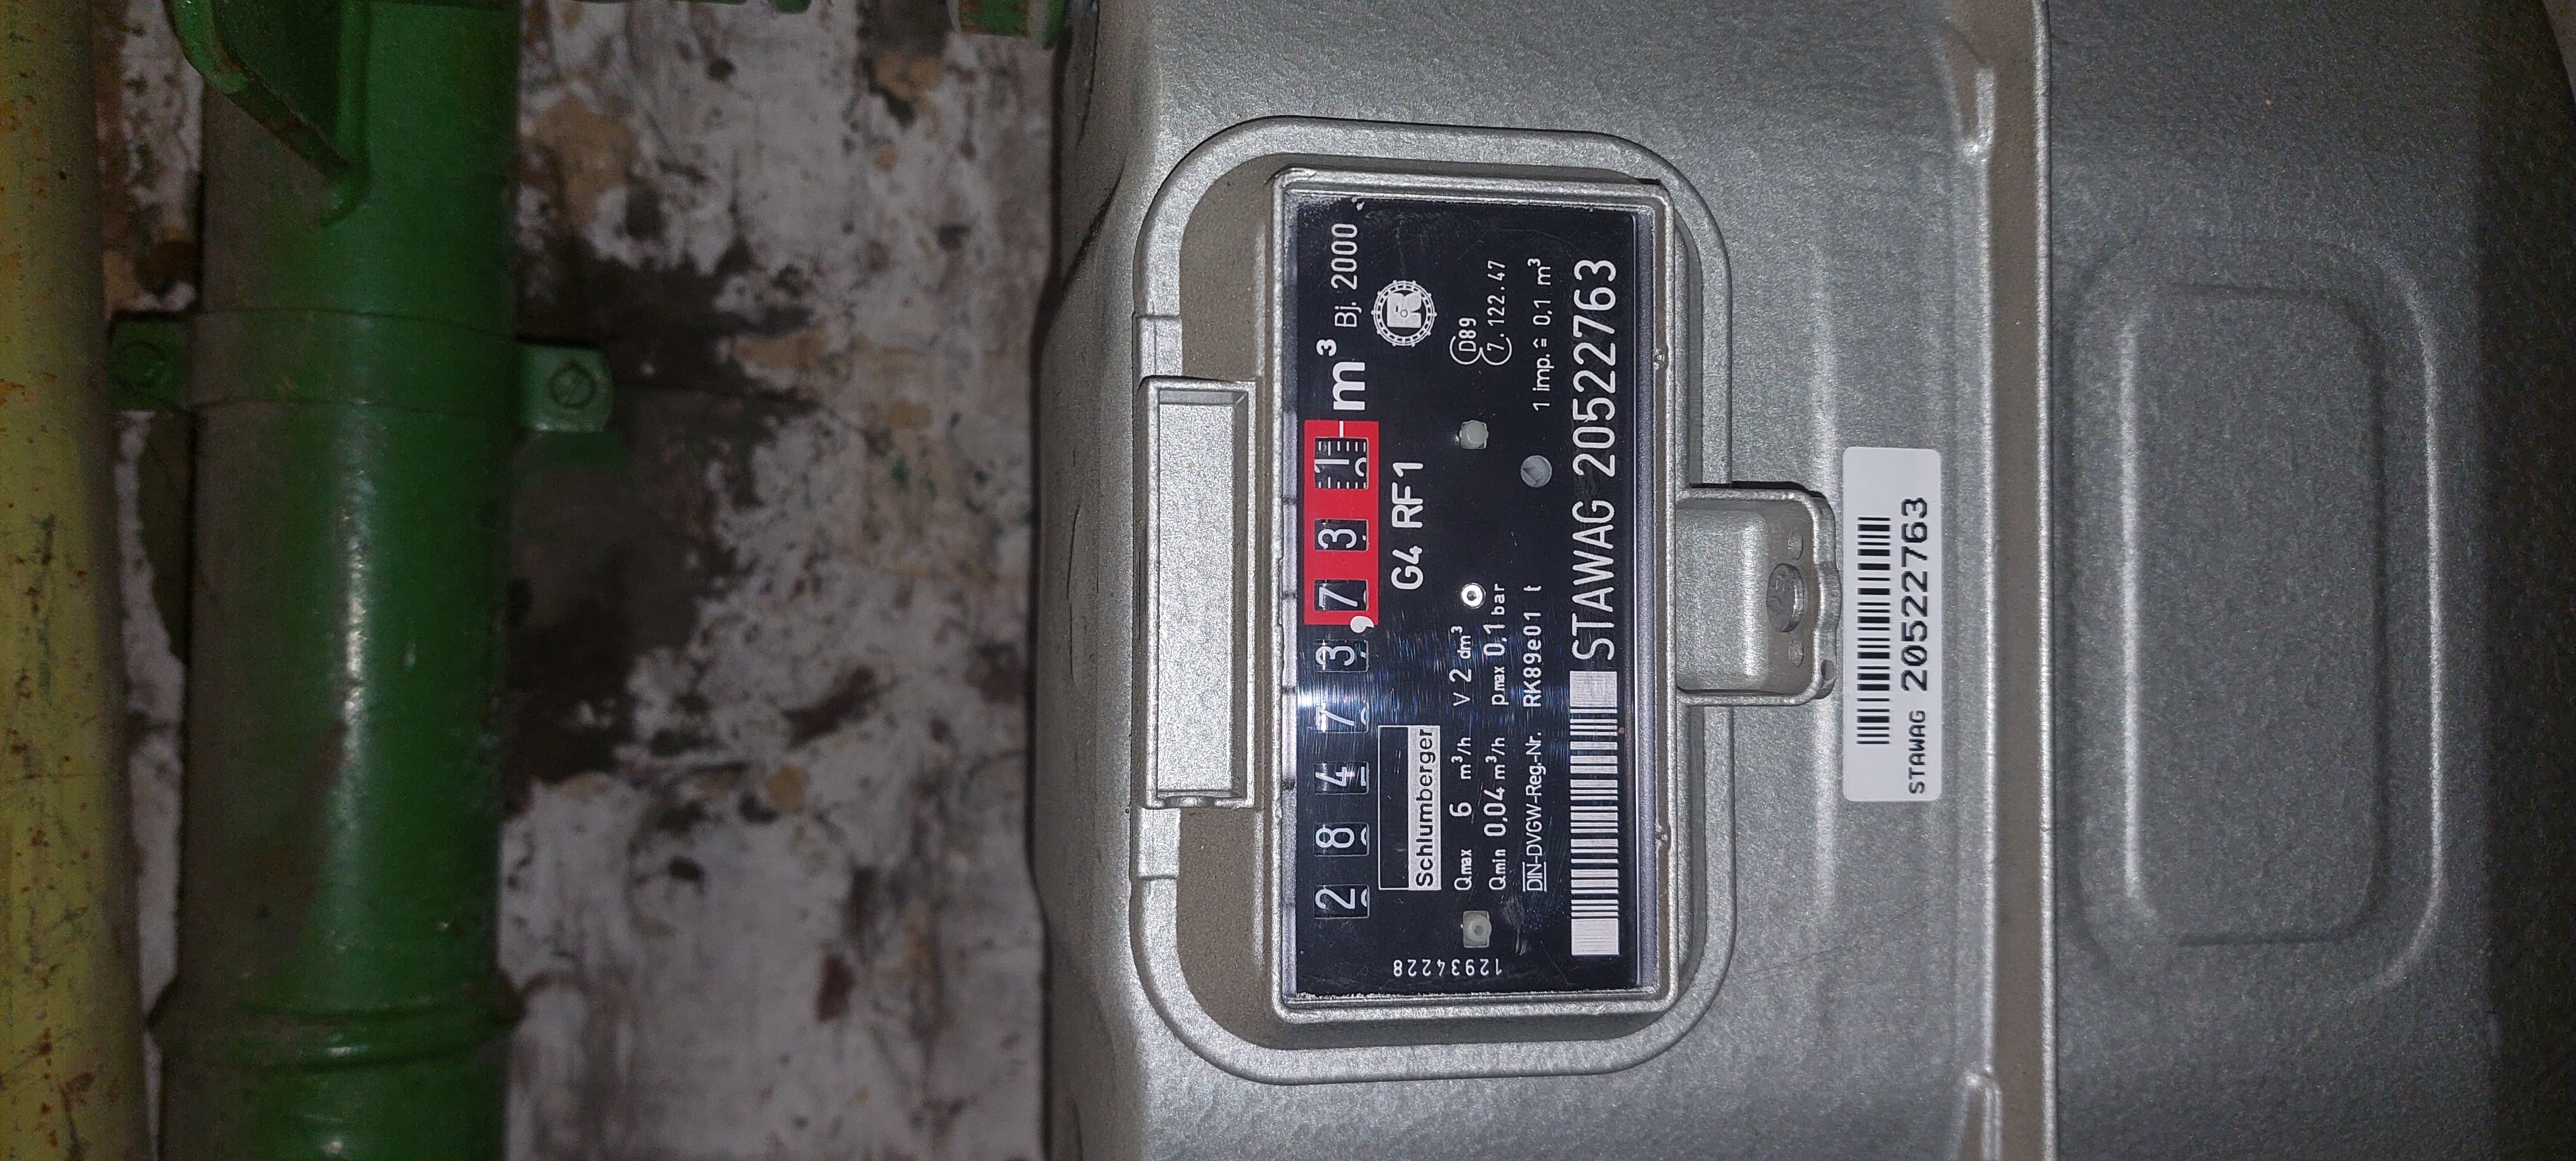 28473,731 m³ Bj. 2000
Schlumberger
G4 RF1
R
12934228
Qmax 6 m³/h V 2 dm³
Qmin 0,04 m³/h pmax 0,1 bar
D89
7.122.47
DIN-DVGW-Reg.-Nr. RK89e01 t
1 imp. ≙ 0,1 m³
STAWAG 20522763
STAWAG 20522763